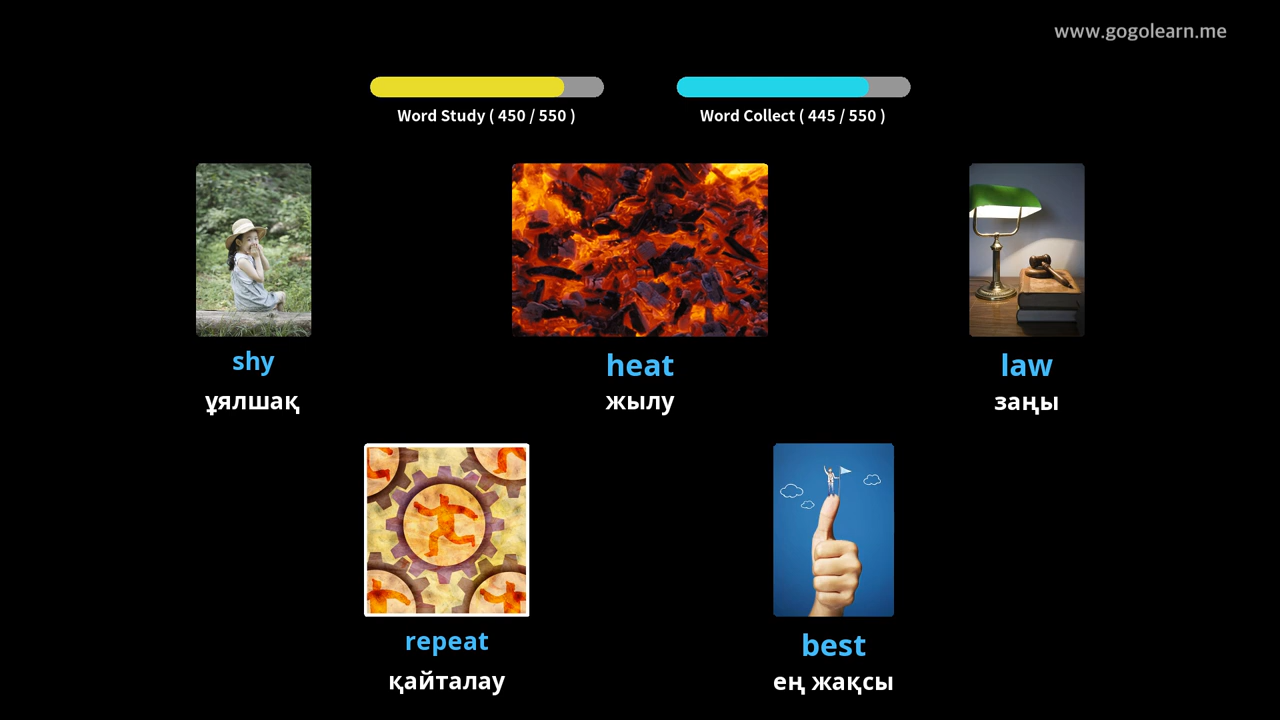 www.gogolearn.me
Word Study ( 450 / 550 )
Word Collect ( 445 / 550 )
shy
ұялшақ
heat
жылу
law
заңы
repeat
қайталау
best
ең жақсы